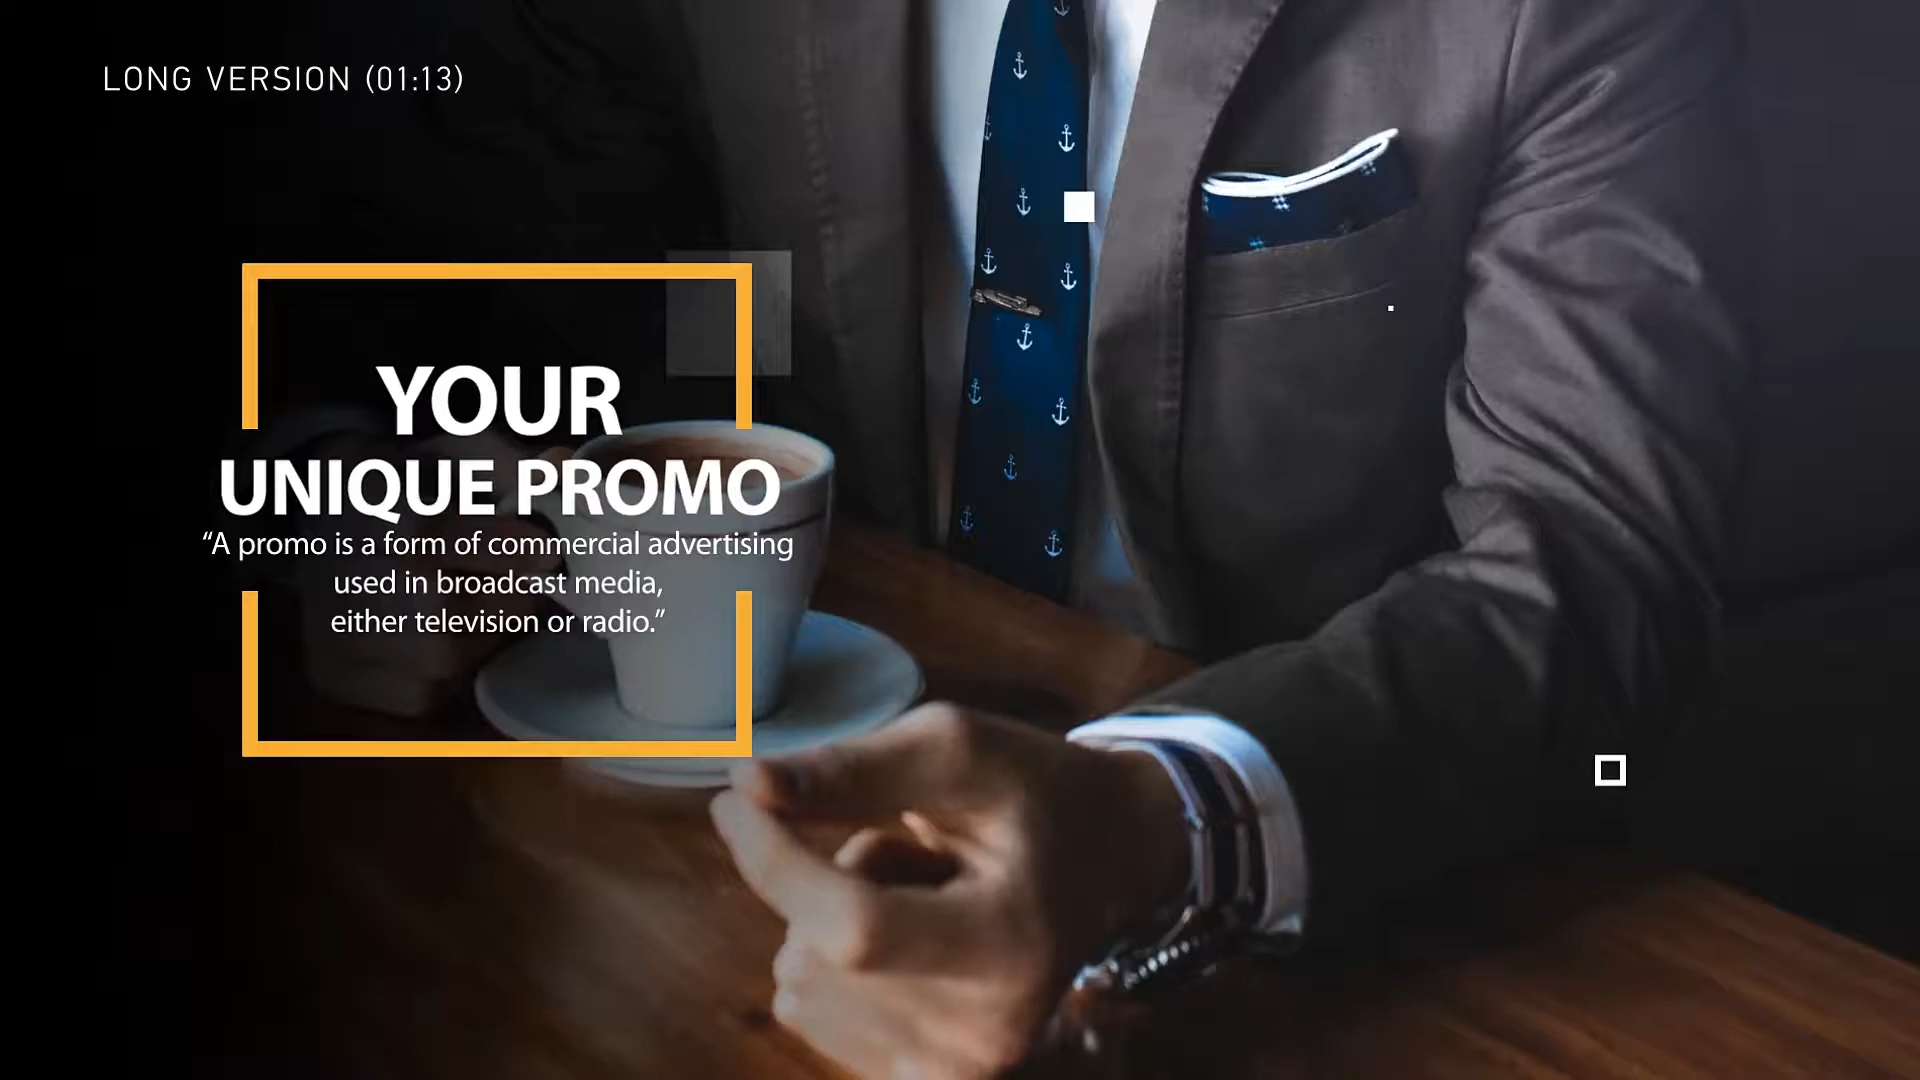 LONG VERSION (01:13)
YOUR
UNIQUE PROMO
“A promo is a form of commercial advertising
used in broadcast media,
either television or radio.”